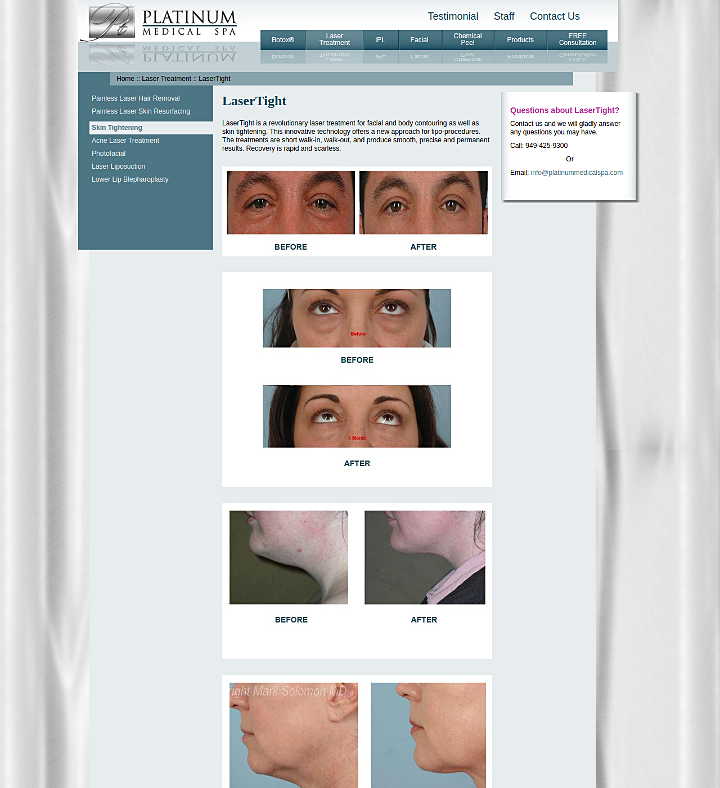 PLATINUM
MEDICAL SPA
Testimonial Staff Contact Us
Botox®
Laser
Treatment
IPL
Facial
Chemical
Peel
Products
FREE
Consultation
Home :: Laser Treatment :: LaserTight
Painless Laser Hair Removal
Painless Laser Skin Resurfacing
Skin Tightening
Acne Laser Treatment
Photofacial
Laser Liposuction
Lower Lip Blepharoplasty
LaserTight
LaserTight is a revolutionary laser treatment for facial and body contouring as well as
skin tightening. This innovative technology offers a new approach for lipo-procedures.
The treatments are short walk-in, walk-out, and produce smooth, precise and permanent
results. Recovery is rapid and scarless.
BEFORE AFTER
Before
BEFORE
1 Month
AFTER
BEFORE AFTER
ight Mark Solomon MD
Questions about LaserTight?
Contact us and we will gladly answer
any questions you may have.
Call: 949-425-9300
Or
Email: info@platinummedicalspa.com